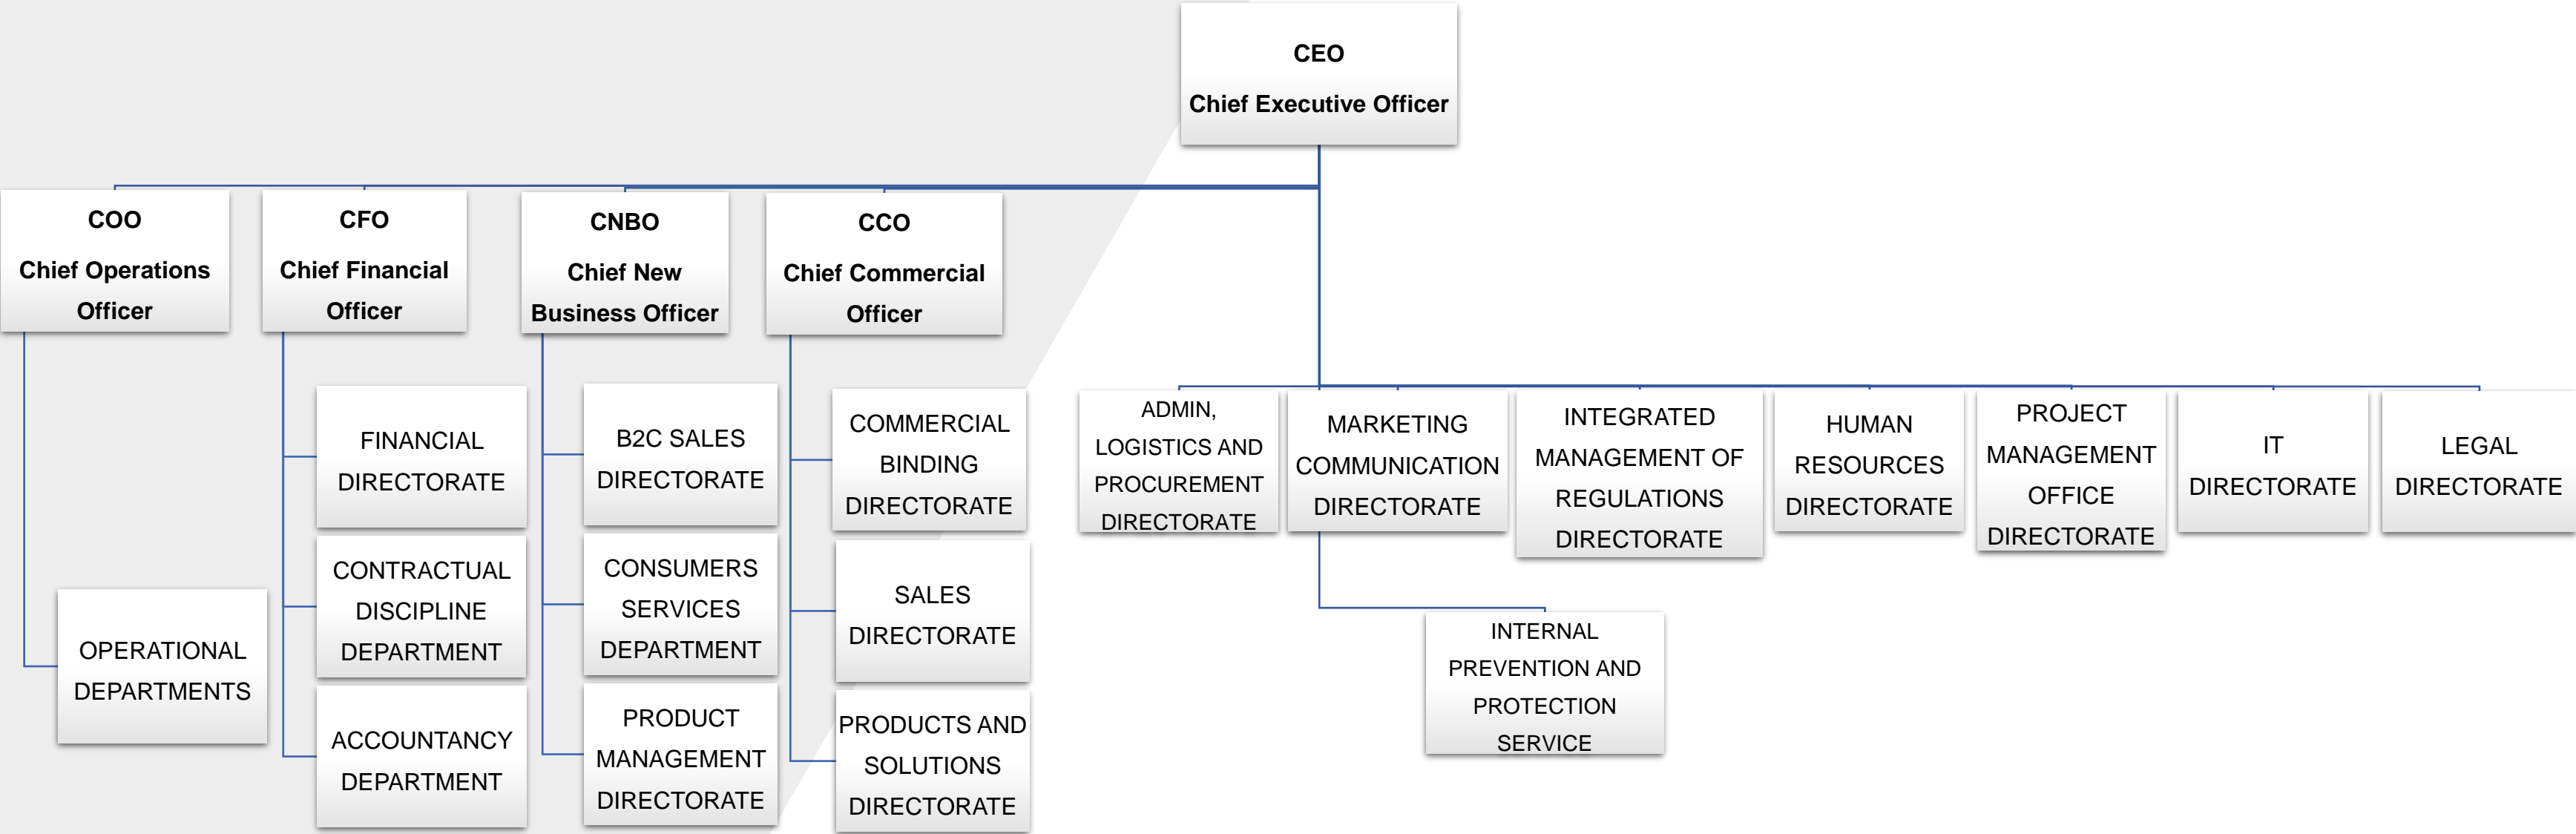 CEO
Chief Executive Officer
COO
Chief Operations
Officer
CFO
Chief Financial
Officer
CNBO
Chief New
Business Officer
CCO
Chief Commercial
Officer
OPERATIONAL
DEPARTMENTS
FINANCIAL
DIRECTORATE
CONTRACTUAL
DISCIPLINE
DEPARTMENT
ACCOUNTANCY
DEPARTMENT
B2C SALES
DIRECTORATE
CONSUMERS
SERVICES
DEPARTMENT
PRODUCT
MANAGEMENT
DIRECTORATE
COMMERCIAL
BINDING
DIRECTORATE
SALES
DIRECTORATE
PRODUCTS AND
SOLUTIONS
DIRECTORATE
ADMIN,
LOGISTICS AND
PROCUREMENT
DIRECTORATE
MARKETING
COMMUNICATION
DIRECTORATE
INTEGRATED
MANAGEMENT OF
REGULATIONS
DIRECTORATE
HUMAN
RESOURCES
DIRECTORATE
PROJECT
MANAGEMENT
OFFICE
DIRECTORATE
IT
DIRECTORATE
LEGAL
DIRECTORATE
INTERNAL
PREVENTION AND
PROTECTION
SERVICE